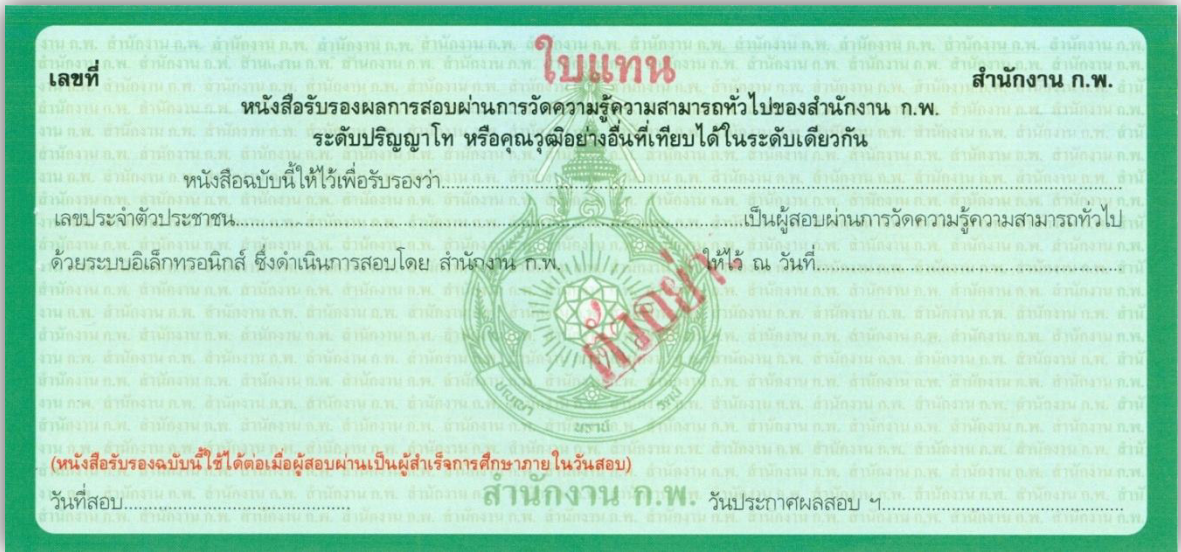 ใบแทน
เลขที่ สำนักงาน ก.พ.
หนังสือรับรองผลการสอบผ่านการวัดความรู้ความสามารถทั่วไปของสำนักงาน ก.พ.
ระดับปริญญาโท หรือคุณวุฒิอย่างอื่นที่เทียบได้ในระดับเดียวกัน
หนังสือฉบับนี้ให้ไว้เพื่อรับรองว่า
เลขประจำตัวประชาชน เป็นผู้สอบผ่านการวัดความรู้ความสามารถทั่วไป
ด้วยระบบอิเล็กทรอนิกส์ ซึ่งดำเนินการสอบโดย สำนักงาน ก.พ. ให้ไว้ ณ วันที่
ตัวอย่าง
ปัญญา นรานํ รตนํ
(หนังสือรับรองฉบับนี้ใช้ได้ต่อเมื่อผู้สอบผ่านเป็นผู้สำเร็จการศึกษาภายในวันสอบ)
สำนักงาน ก.พ.
วันที่สอบ วันประกาศผลสอบ ฯ